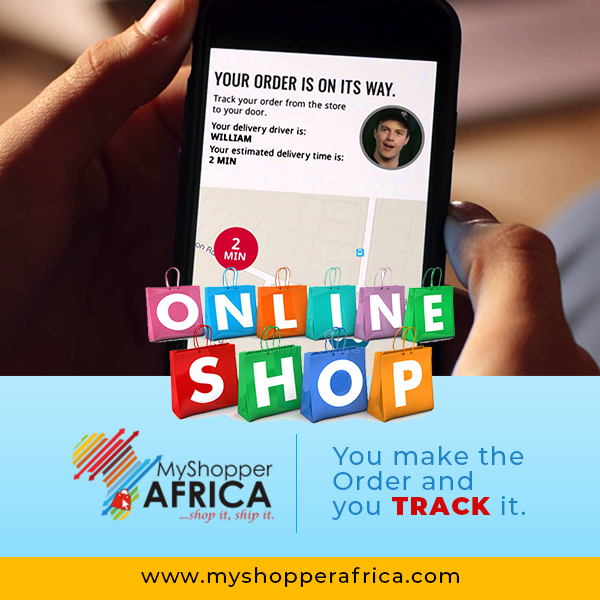 YOUR ORDER IS ON ITS WAY.
Track your order from the store
to your door.
Your delivery driver is:
WILLIAM
Your estimated delivery time is:
2 MIN
2
MIN
ONLINE
SHOP
MyShopper
AFRICA
...shop it, ship it.
You make the
Order and
you TRACK it.
www.myshopperafrica.com